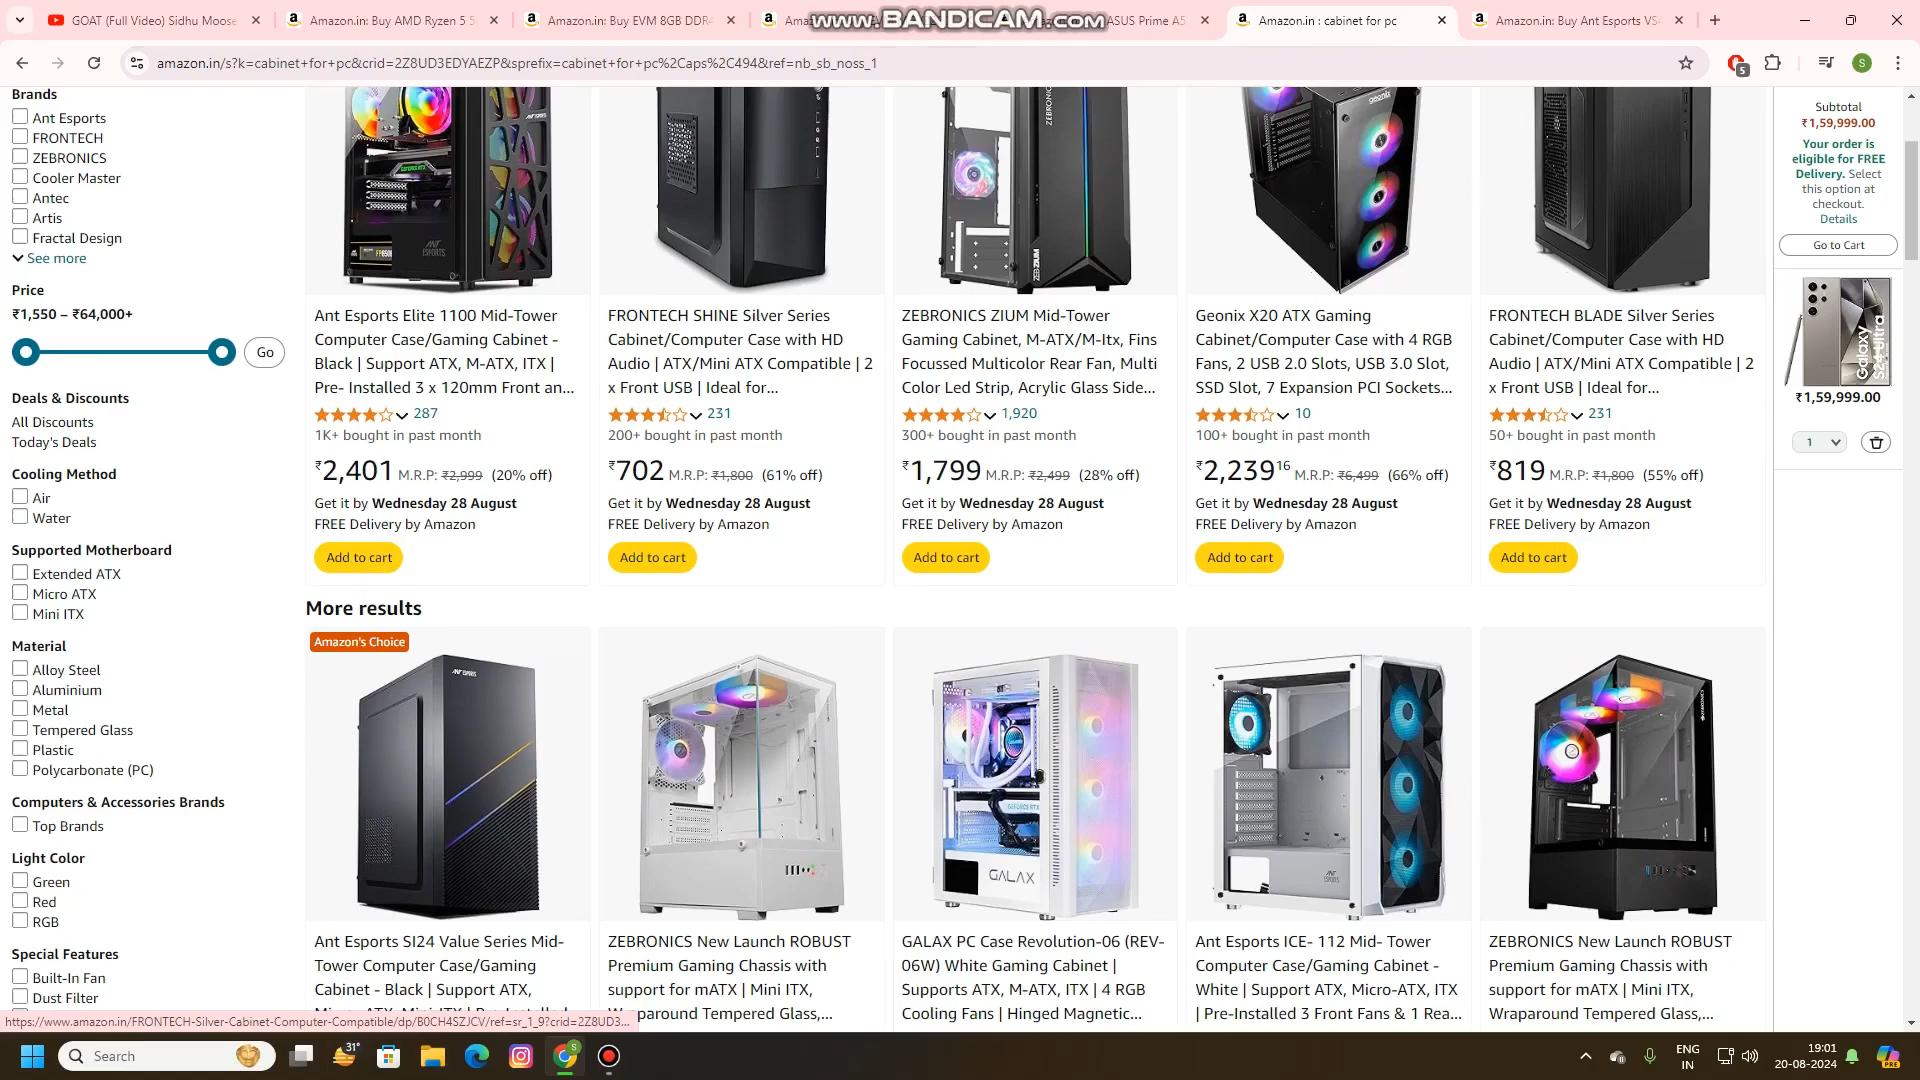 GOAT (Full Video) Sidhu Moose
Amazon.in: Buy AMD Ryzen 5 5
Amazon.in: Buy EVM 8GB DDR4
Ama
ASUS Prime A5
Amazon.in : cabinet for pc
Amazon.in: Buy Ant Esports VS
www.BANDICAM.com
amazon.in/s?k=cabinet+for+pc&crid=2Z8UD3EDYAEZP&sprefix=cabinet+for+pc%2Caps%2C494&ref=nb_sb_noss_1
5
S
Brands
Ant Esports
FRONTECH
ZEBRONICS
Cooler Master
Antec
Artis
Fractal Design
See more
Price
₹1,550 – ₹64,000+
Go
Deals & Discounts
All Discounts
Today's Deals
Cooling Method
Air
Water
Supported Motherboard
Extended ATX
Micro ATX
Mini ITX
Material
Alloy Steel
Aluminium
Metal
Tempered Glass
Plastic
Polycarbonate (PC)
Computers & Accessories Brands
Top Brands
Light Color
Green
Red
RGB
Special Features
Built-In Fan
Dust Filter
Ant Esports Elite 1100 Mid-Tower
Computer Case/Gaming Cabinet -
Black | Support ATX, M-ATX, ITX |
Pre- Installed 3 x 120mm Front an...
287
1K+ bought in past month
₹2,401 M.R.P: ₹2,999 (20% off)
Get it by Wednesday 28 August
FREE Delivery by Amazon
Add to cart
FRONTECH SHINE Silver Series
Cabinet/Computer Case with HD
Audio | ATX/Mini ATX Compatible | 2
x Front USB | Ideal for...
231
200+ bought in past month
₹702 M.R.P: ₹1,800 (61% off)
Get it by Wednesday 28 August
FREE Delivery by Amazon
Add to cart
ZEBRONICS ZIUM Mid-Tower
Gaming Cabinet, M-ATX/M-Itx, Fins
Focussed Multicolor Rear Fan, Multi
Color Led Strip, Acrylic Glass Side...
1,920
300+ bought in past month
₹1,799 M.R.P: ₹2,499 (28% off)
Get it by Wednesday 28 August
FREE Delivery by Amazon
Add to cart
Geonix X20 ATX Gaming
Cabinet/Computer Case with 4 RGB
Fans, 2 USB 2.0 Slots, USB 3.0 Slot,
SSD Slot, 7 Expansion PCI Sockets...
10
100+ bought in past month
₹2,239 16 M.R.P: ₹6,499 (66% off)
Get it by Wednesday 28 August
FREE Delivery by Amazon
Add to cart
FRONTECH BLADE Silver Series
Cabinet/Computer Case with HD
Audio | ATX/Mini ATX Compatible | 2
x Front USB | Ideal for...
231
50+ bought in past month
₹819 M.R.P: ₹1,800 (55% off)
Get it by Wednesday 28 August
FREE Delivery by Amazon
Add to cart
More results
Amazon's Choice
ANT ESPORTS
GALAX
Ant Esports SI24 Value Series Mid-
Tower Computer Case/Gaming
Cabinet - Black | Support ATX,
ZEBRONICS New Launch ROBUST
Premium Gaming Chassis with
support for mATX | Mini ITX,
Wraparound Tempered Glass,...
GALAX PC Case Revolution-06 (REV-
06W) White Gaming Cabinet |
Supports ATX, M-ATX, ITX | 4 RGB
Cooling Fans | Hinged Magnetic...
Ant Esports ICE- 112 Mid- Tower
Computer Case/Gaming Cabinet -
White | Support ATX, Micro-ATX, ITX
| Pre-Installed 3 Front Fans & 1 Rea...
ZEBRONICS New Launch ROBUST
Premium Gaming Chassis with
support for mATX | Mini ITX,
Wraparound Tempered Glass,...
Subtotal
₹1,59,999.00
Your order is
eligible for FREE
Delivery. Select
this option at
checkout.
Details
Go to Cart
Galaxy
S24 Ultra
₹1,59,999.00
1
https://www.amazon.in/FRONTECH-Silver-Cabinet-Computer-Compatible/dp/B0CH4SZJCV/ref=sr_1_9?crid=2Z8UD3...
Search
31°
ENG
IN
19:01
20-08-2024